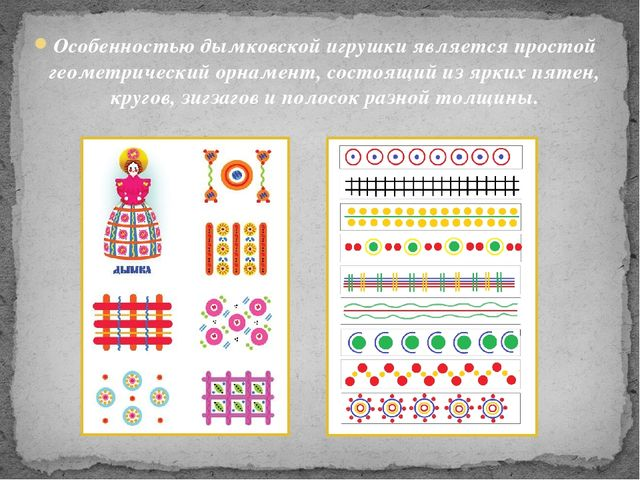 Особенностью дымковской игрушки является простой
геометрический орнамент, состоящий из ярких пятен,
кругов, зигзагов и полосок разной толщины.
ДЫМКА